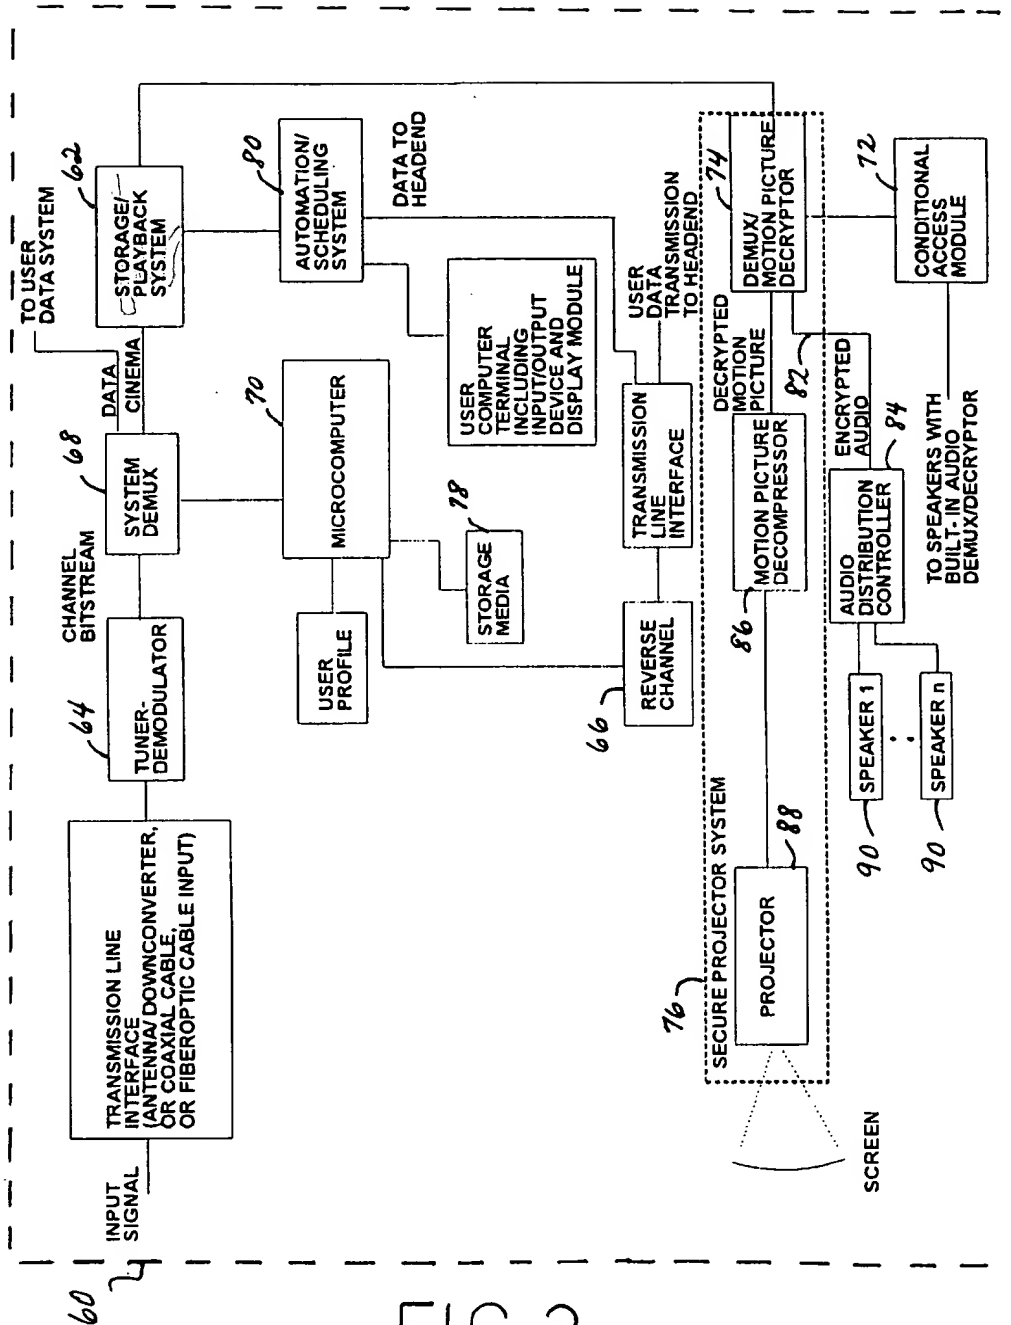 60
INPUT
SIGNAL
TRANSMISSION LINE
INTERFACE
(ANTENNA/DOWNCONVERTER,
OR COAXIAL CABLE,
OR FIBEROPTIC CABLE INPUT)
64
TUNER-
DEMODULATOR
CHANNEL
BITSTREAM
68
SYSTEM
DEMUX
DATA
CINEMA
TO USER
DATA SYSTEM
62
STORAGE/
PLAYBACK
SYSTEM
USER
PROFILE
70
MICROCOMPUTER
78
STORAGE
MEDIA
80
AUTOMATION/
SCHEDULING
SYSTEM
DATA TO
HEADEND
USER
COMPUTER
TERMINAL
INCLUDING
INPUT/OUTPUT
DEVICE AND
DISPLAY MODULE
66
REVERSE
CHANNEL
TRANSMISSION
LINE
INTERFACE
USER
DATA
TRANSMISSION
TO HEADEND
76
SECURE PROJECTOR SYSTEM
SCREEN
PROJECTOR
88
86
MOTION PICTURE
DECOMPRESSOR
DECRYPTED
MOTION
PICTURE
74
DEMUX/
MOTION PICTURE
DECRYPTOR
82
ENCRYPTED
AUDIO
84
AUDIO
DISTRIBUTION
CONTROLLER
90
SPEAKER 1
90
SPEAKER n
72
CONDITIONAL
ACCESS
MODULE
TO SPEAKERS WITH
BUILT- IN AUDIO
DEMUX/DECRYPTOR